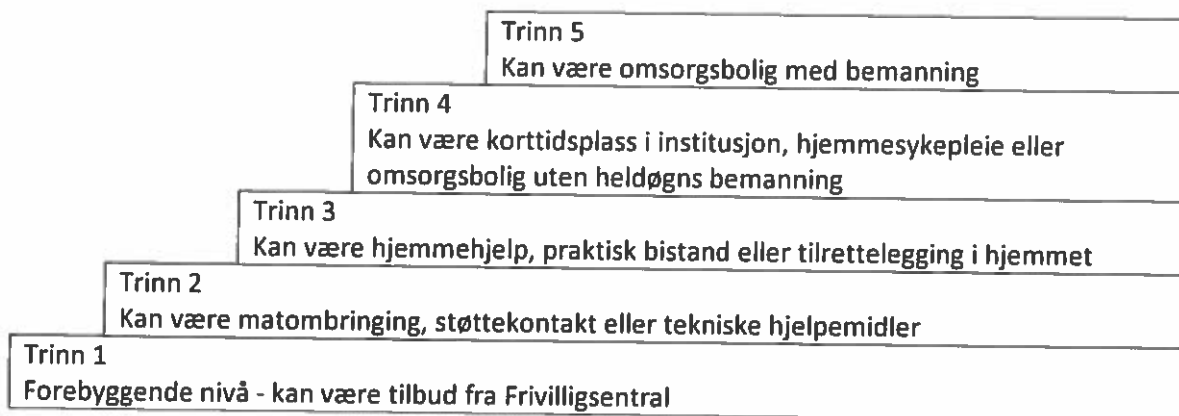 Trinn 5
Kan være omsorgsbolig med bemanning
Trinn 4
Kan være korttidsplass i institusjon, hjemmesykepleie eller
omsorgsbolig uten heldøgns bemanning
Trinn 3
Kan være hjemmehjelp, praktisk bistand eller tilrettelegging i hjemmet
Trinn 2
Kan være matombringing, støttekontakt eller tekniske hjelpemidler
Trinn 1
Forebyggende nivå - kan være tilbud fra Frivilligsentral